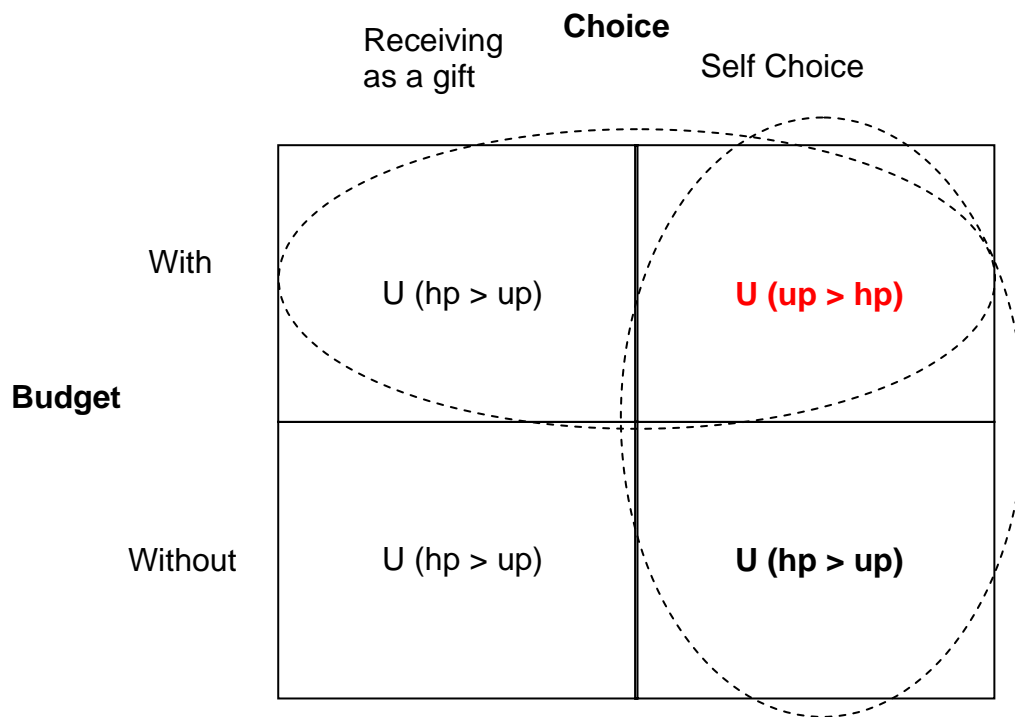 Choice
Receiving
as a gift
Self Choice
With
U (hp > up)
U (up > hp)
Budget
Without
U (hp > up)
U (hp > up)